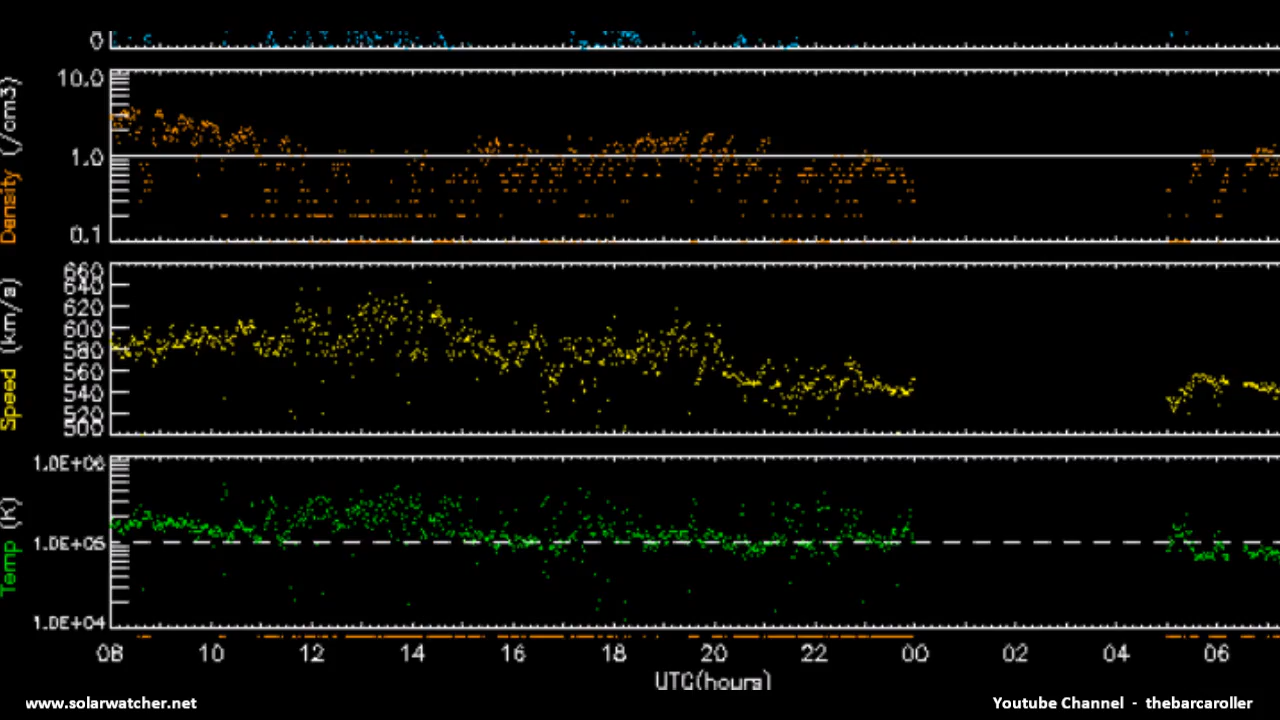 0
10.0
1.0
0.1
Density (/cm3)
660
640
620
600
580
560
540
520
500
Speed (km/s)
1.0E+06
1.0E+05
1.0E+04
Temp (K)
08 10 12 14 16 18 20 22 00 02 04 06
UTC(hours)
www.solarwatcher.net
Youtube Channel - thebarcaroller